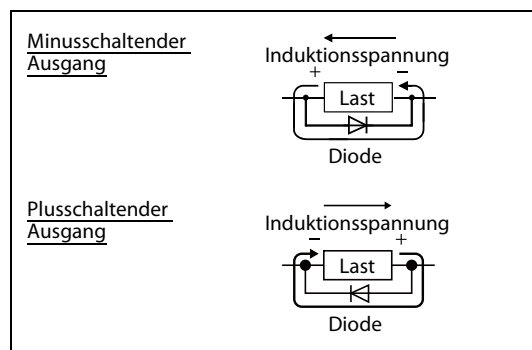 Minusschaltender
Ausgang
Induktionsspannung
+ –
Last
Diode
Plusschaltender
Ausgang
Induktionsspannung
– +
Last
Diode